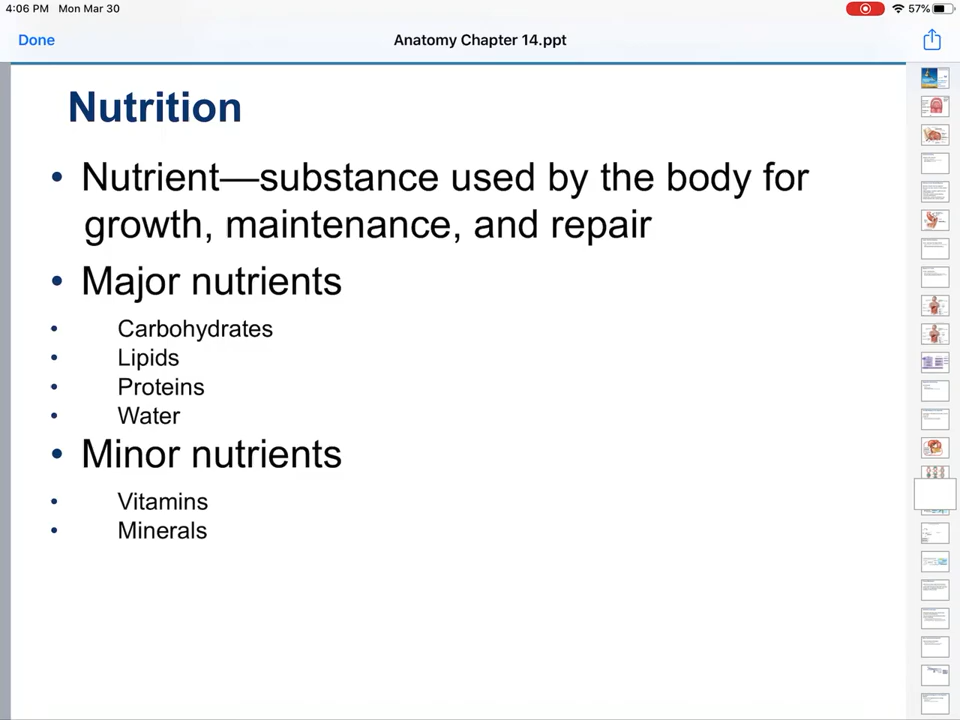 4:06 PM Mon Mar 30
57%
Done
Anatomy Chapter 14.ppt
Nutrition
• Nutrient—substance used by the body for
growth, maintenance, and repair
• Major nutrients
• Carbohydrates
• Lipids
• Proteins
• Water
• Minor nutrients
• Vitamins
• Minerals